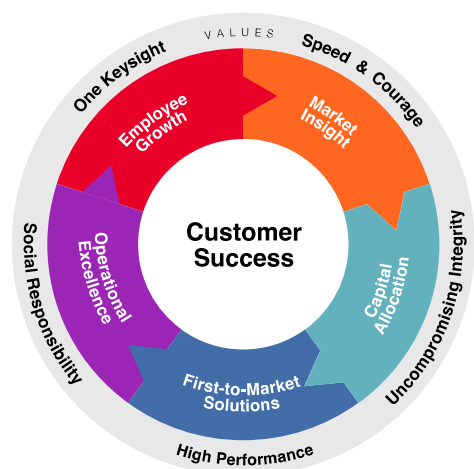 VALUES
Speed & Courage
Uncompromising Integrity
High Performance
Social Responsibility
One Keysight
Market
Insight
Capital
Allocation
First-to-Market
Solutions
Operational
Excellence
Employee
Growth
Customer
Success